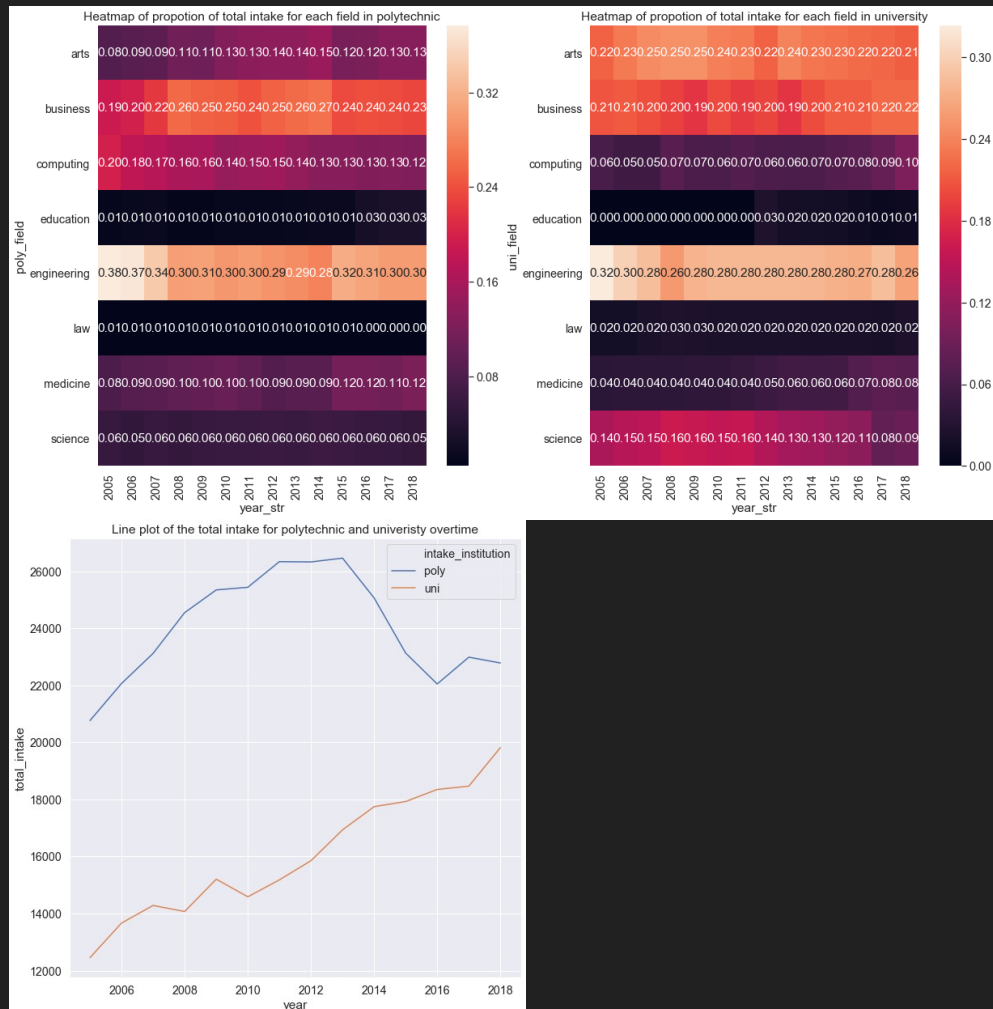 Heatmap of propotion of total intake for each field in polytechnic
poly_field
arts 0.08 0.09 0.09 0.11 0.11 0.13 0.13 0.14 0.14 0.15 0.12 0.12 0.13 0.13
business 0.19 0.20 0.22 0.26 0.25 0.25 0.24 0.25 0.26 0.27 0.24 0.24 0.24 0.23
computing 0.20 0.18 0.17 0.16 0.16 0.14 0.15 0.15 0.14 0.13 0.13 0.13 0.13 0.12
education 0.01 0.01 0.01 0.01 0.01 0.01 0.01 0.01 0.01 0.01 0.01 0.03 0.03 0.03
engineering 0.38 0.37 0.34 0.30 0.31 0.30 0.30 0.29 0.29 0.28 0.32 0.31 0.30 0.30
law 0.01 0.01 0.01 0.01 0.01 0.01 0.01 0.01 0.01 0.01 0.01 0.00 0.00 0.00
medicine 0.08 0.09 0.09 0.10 0.10 0.10 0.10 0.09 0.09 0.09 0.12 0.12 0.11 0.12
science 0.06 0.05 0.06 0.06 0.06 0.06 0.06 0.06 0.06 0.06 0.06 0.06 0.06 0.05
2005 2006 2007 2008 2009 2010 2011 2012 2013 2014 2015 2016 2017 2018
year_str
0.32
0.24
0.16
0.08
Heatmap of propotion of total intake for each field in university
uni_field
arts 0.22 0.23 0.25 0.25 0.25 0.24 0.23 0.22 0.24 0.23 0.23 0.22 0.22 0.21
business 0.21 0.21 0.20 0.20 0.19 0.20 0.19 0.20 0.19 0.20 0.21 0.21 0.22 0.22
computing 0.06 0.05 0.05 0.07 0.07 0.06 0.07 0.06 0.06 0.07 0.07 0.08 0.09 0.10
education 0.00 0.00 0.00 0.00 0.00 0.00 0.00 0.03 0.02 0.02 0.02 0.01 0.01 0.01
engineering 0.32 0.30 0.28 0.26 0.28 0.28 0.28 0.28 0.28 0.28 0.28 0.27 0.28 0.26
law 0.02 0.02 0.02 0.03 0.03 0.02 0.02 0.02 0.02 0.02 0.02 0.02 0.02 0.02
medicine 0.04 0.04 0.04 0.04 0.04 0.04 0.04 0.05 0.06 0.06 0.06 0.07 0.08 0.08
science 0.14 0.15 0.15 0.16 0.16 0.15 0.16 0.14 0.13 0.13 0.12 0.11 0.08 0.09
2005 2006 2007 2008 2009 2010 2011 2012 2013 2014 2015 2016 2017 2018
year_str
0.30
0.24
0.18
0.12
0.06
0.00
Line plot of the total intake for polytechnic and univeristy overtime
intake_institution
poly
uni
total_intake
26000
24000
22000
20000
18000
16000
14000
12000
2006 2008 2010 2012 2014 2016 2018
year